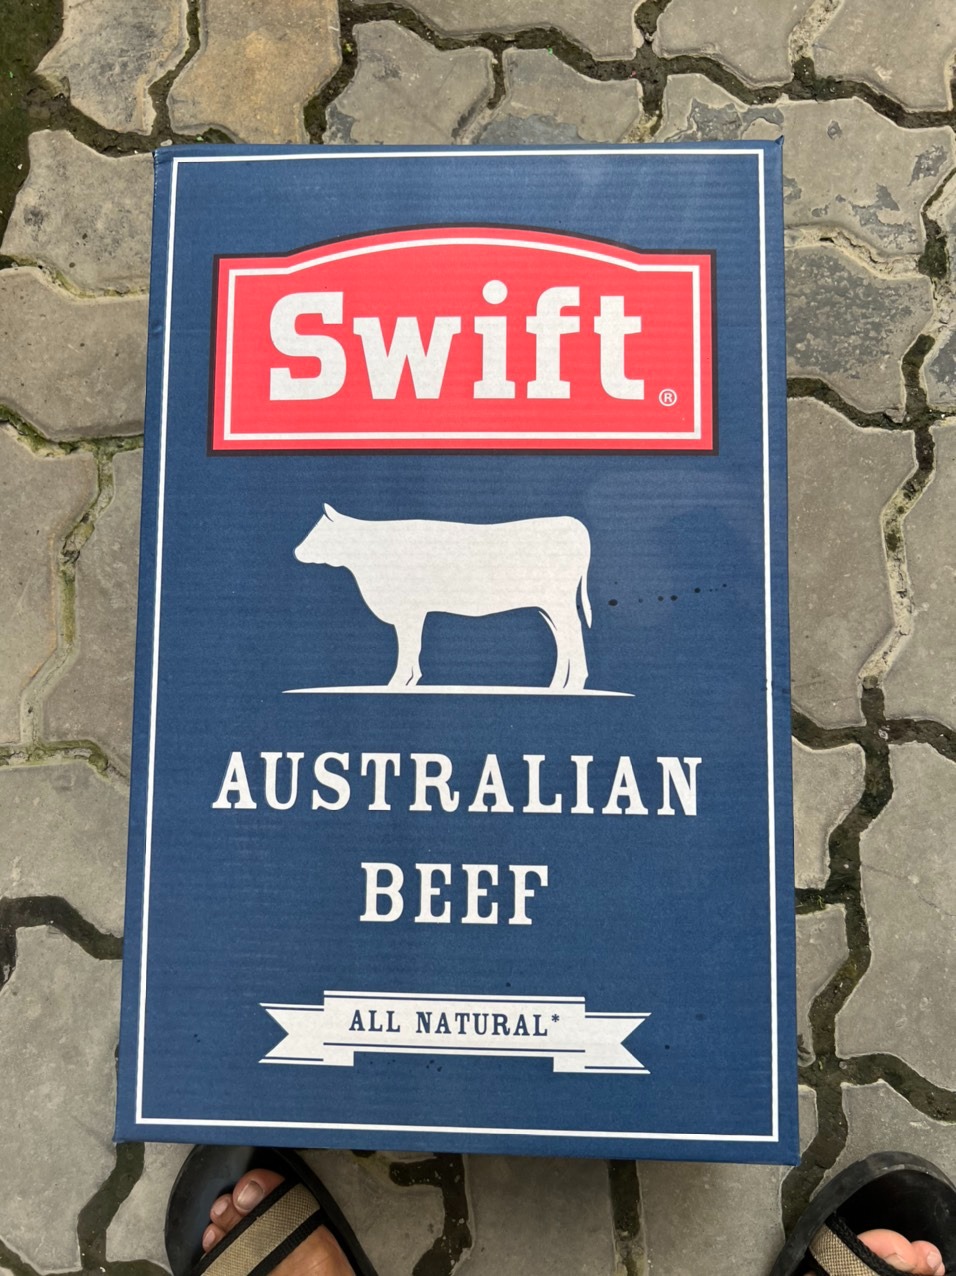 Swift®
AUSTRALIAN
BEEF
ALL NATURAL*